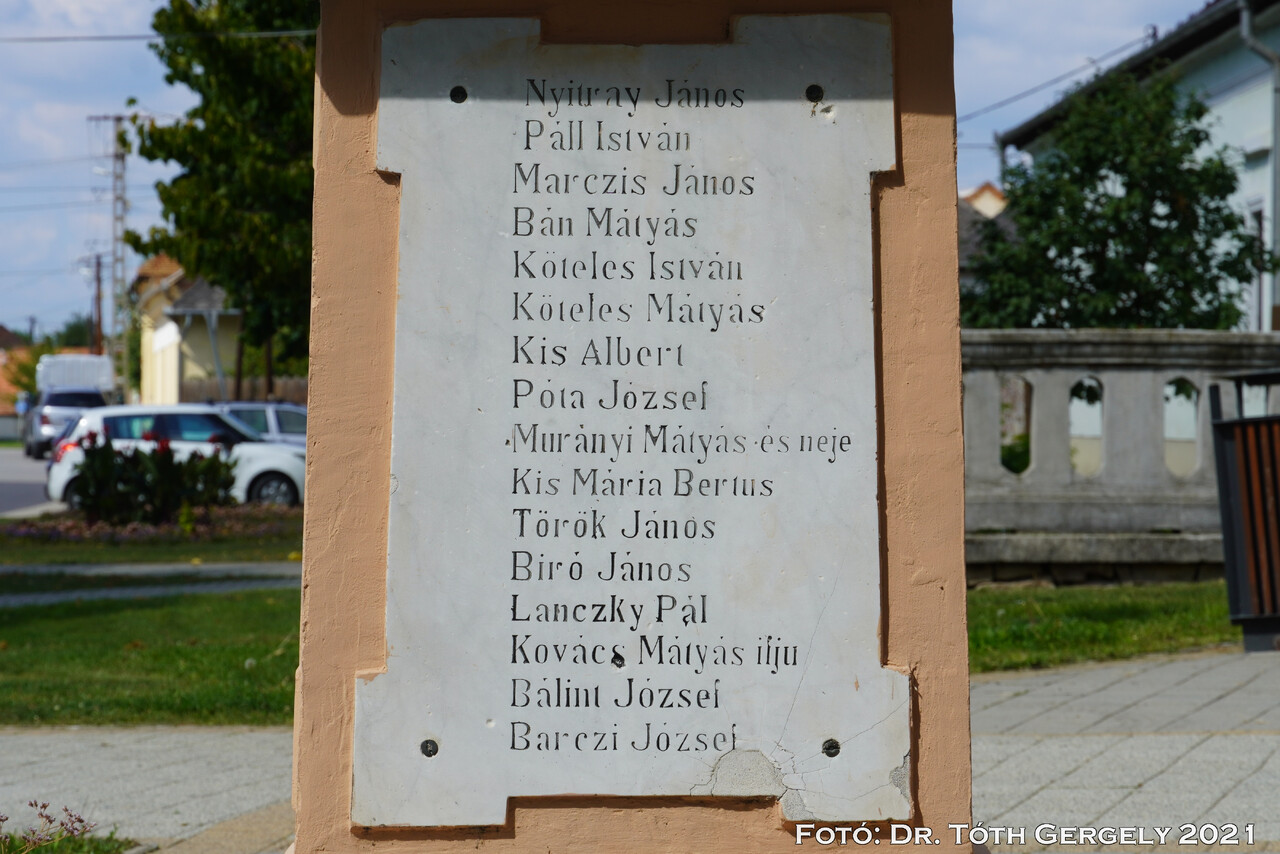 Nyitray János
Páll István
Marczis János
Bán Mátyás
Köteles István
Köteles Mátyás
Kis Albert
Póta József
Murányi Mátyás és neje
Kis Mária Bertus
Török János
Biró János
Lanczky Pál
Kovács Mátyás ifju
Bálint József
Barczi József
Fotó: Dr. Tóth Gergely 2021